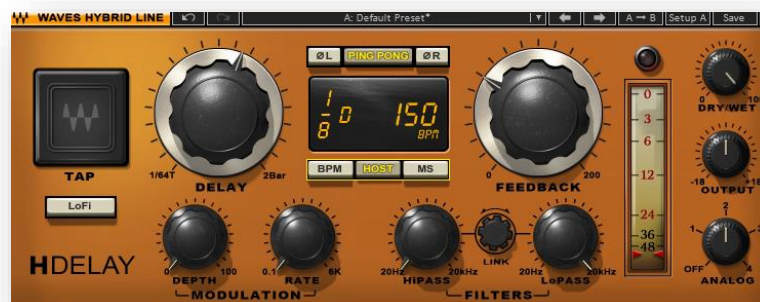 WAVES HYBRID LINE A: Default Preset* A → B Setup A Save
ØL PING PONG ØR
1/8 D 150 BPM
TAP
1/64T 2Bar
DELAY
BPM HOST MS
0 200
FEEDBACK
0 3 6 12 24 36 48
0 100
DRY/WET
-18 +18
OUTPUT
OFF 1 2 3 4
ANALOG
LoFi
HDELAY
0 100
DEPTH
0.1 6K
RATE
MODULATION
20Hz 20kHz
HiPASS
LINK
20Hz 20kHz
LoPASS
FILTERS